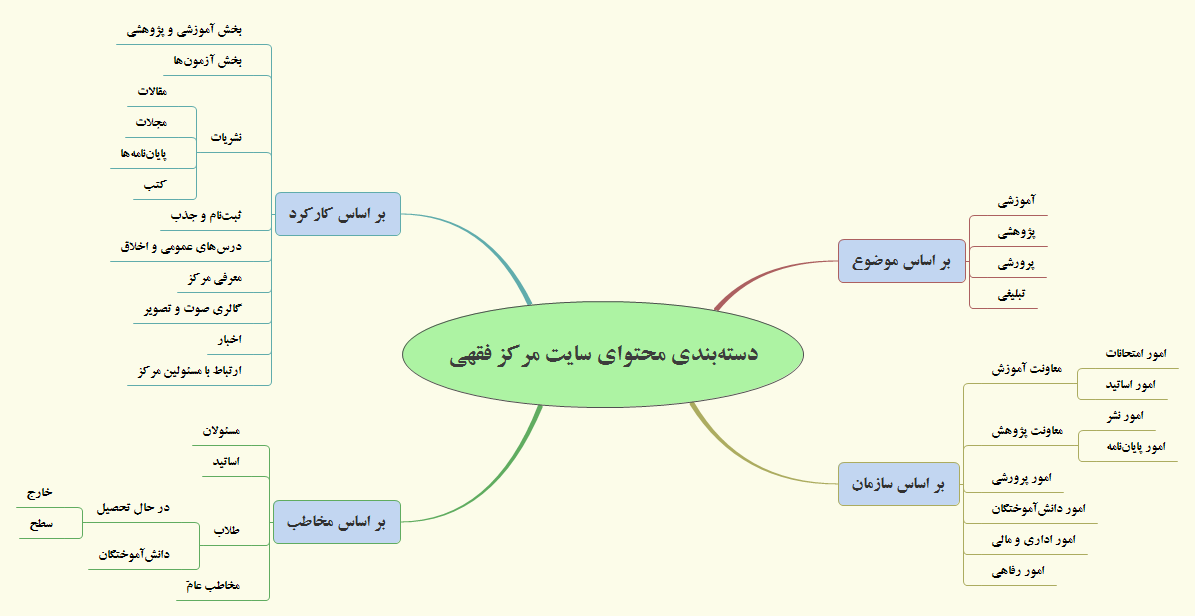 دسته‌بندی محتوای سایت مرکز فقهی
بر اساس موضوع
آموزشی
پژوهشی
پرورشی
تبلیغی
بر اساس سازمان
معاونت آموزش
امور امتحانات
امور اساتید
معاونت پژوهش
امور نشر
امور پایان‌نامه
امور پرورشی
امور دانش‌آموختگان
امور اداری و مالی
امور رفاهی
بر اساس کارکرد
بخش آموزشی و پژوهشی
بخش آزمون‌ها
نشریات
مقالات
مجلات
پایان‌نامه‌ها
کتب
ثبت‌نام و جذب
درس‌های عمومی و اخلاق
معرفی مرکز
گالری صوت و تصویر
اخبار
ارتباط با مسئولین مرکز
بر اساس مخاطب
مسئولان
اساتید
طلاب
در حال تحصیل
خارج
سطح
دانش‌آموختگان
مخاطب عامّ